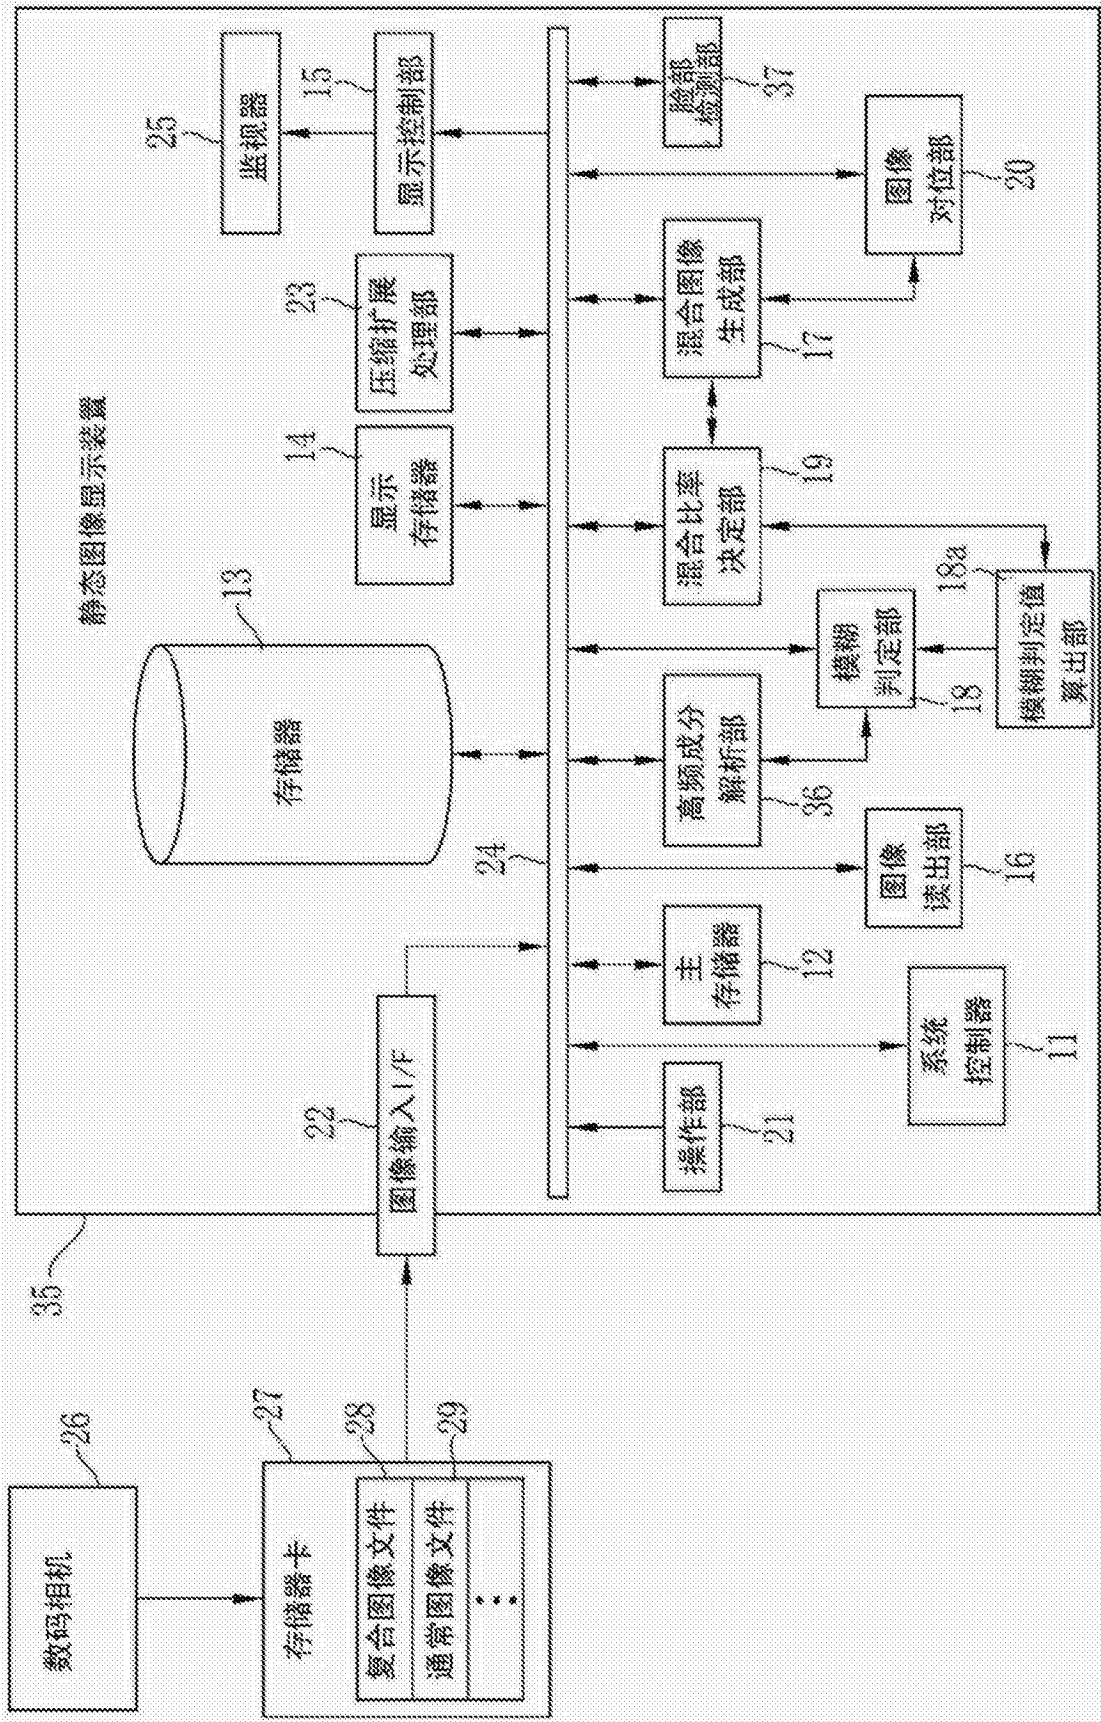 静态图像显示装置
35
数码相机
26
存储器卡
27
复合图像文件
28
通常图像文件
29
图像输入I/F
22
存储器
13
显示
存储器
14
压缩扩展
处理部
23
监视器
25
显示控制部
15
24
操作部
21
系统
控制器
11
主
存储器
12
图像
读出部
16
高频成分
解析部
36
模糊
判定部
18
模糊判定值
算出部
18a
混合比率
决定部
19
混合图像
生成部
17
图像
对位部
20
脸部
检测部
37